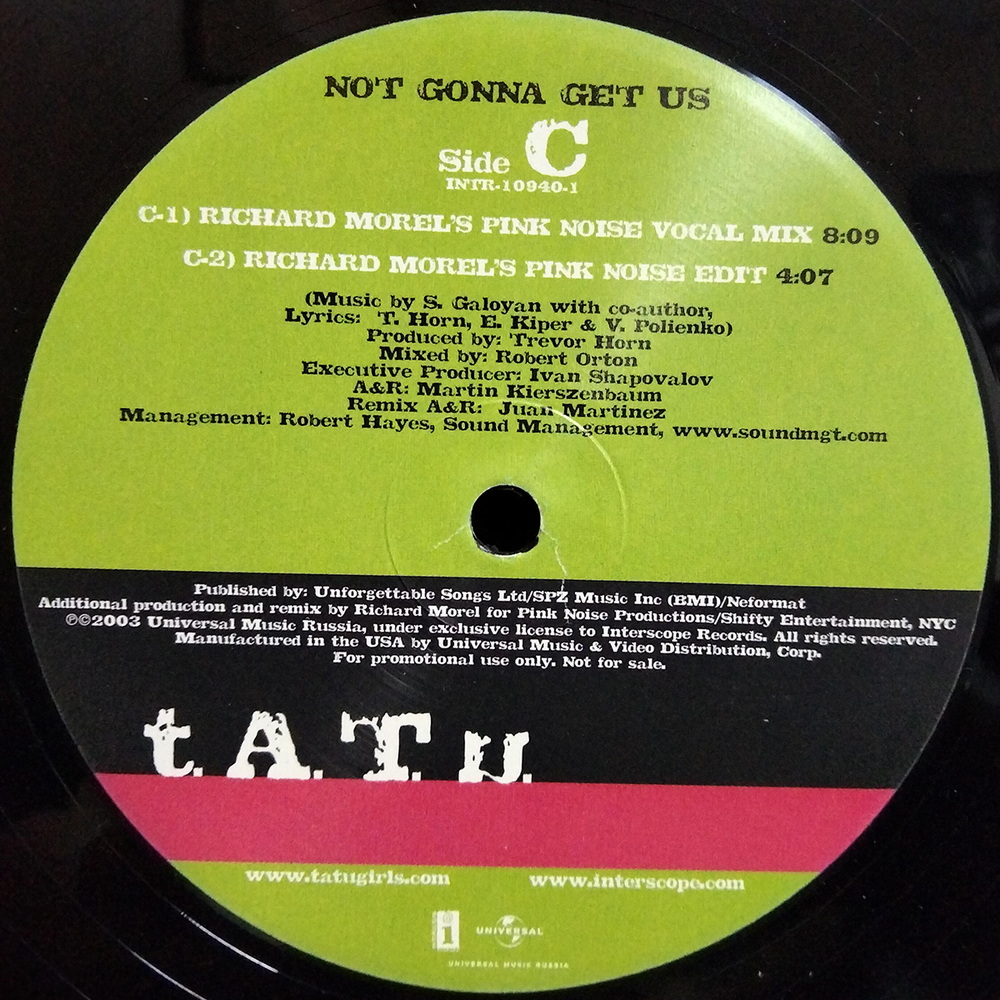 NOT GONNA GET US
Side C
INTR-10940-1
C-1) RICHARD MOREL'S PINK NOISE VOCAL MIX 8:09
C-2) RICHARD MOREL'S PINK NOISE EDIT 4:07
(Music by S. Galoyan with co-author,
Lyrics: T. Horn, E. Kiper & V. Polienko)
Produced by: Trevor Horn
Mixed by: Robert Orton
Executive Producer: Ivan Shapovalov
A&R: Martin Kierszenbaum
Remix A&R: Juan Martinez
Management: Robert Hayes, Sound Management, www.soundmgt.com
Published by: Unforgettable Songs Ltd/SPZ Music Inc (BMI)/Neformat
Additional production and remix by Richard Morel for Pink Noise Productions/Shifty Entertainment, NYC
℗©2003 Universal Music Russia, under exclusive license to Interscope Records. All rights reserved.
Manufactured in the USA by Universal Music & Video Distribution, Corp.
For promotional use only. Not for sale.
t.A.T.u.
www.tatugirls.com www.interscope.com
i UNIVERSAL
UNIVERSAL MUSIC RUSSIA